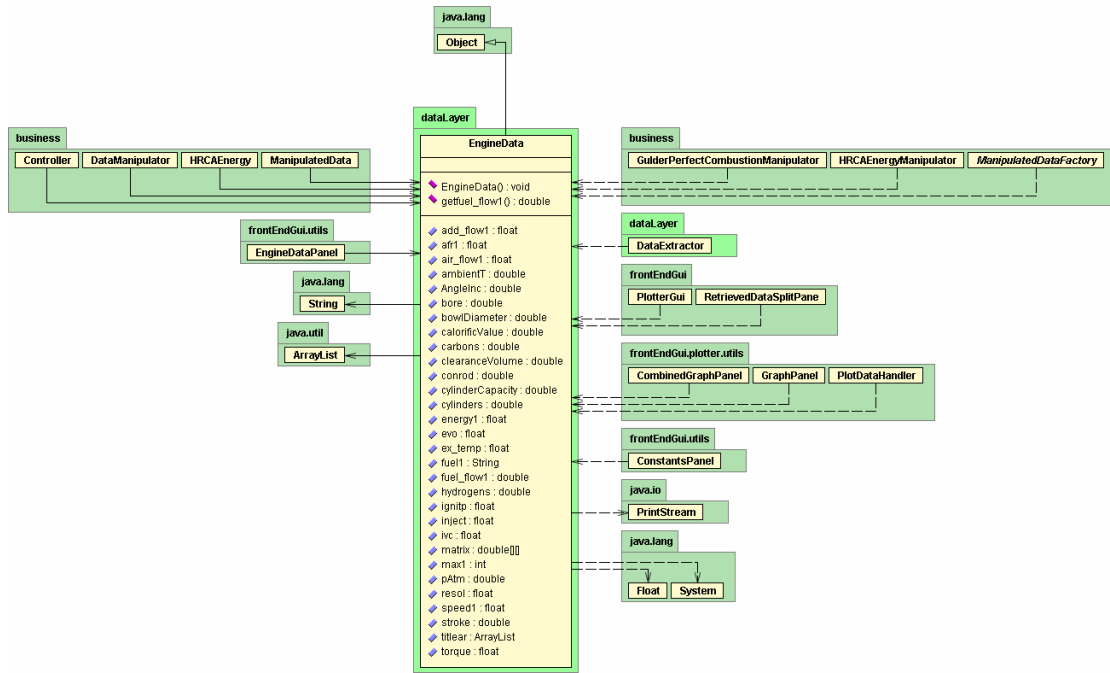 java.lang
Object
dataLayer
EngineData
EngineData() : void
getfuel_flow1() : double
add_flow1 : float
afr1 : float
air_flow1 : float
ambientT : double
AngleInc : double
bore : double
bowlDiameter : double
calorificValue : double
carbons : double
clearanceVolume : double
conrod : double
cylinderCapacity : double
cylinders : double
energy1 : float
evo : float
ex_temp : float
fuel1 : String
fuel_flow1 : double
hydrogens : double
ignitp : float
inject : float
ivc : float
matrix : double[][]
max1 : int
pAtm : double
resol : float
speed1 : float
stroke : double
titlear : ArrayList
torque : float
business
Controller DataManipulator HRCAEnergy ManipulatedData
frontEndGui.utils
EngineDataPanel
java.lang
String
java.util
ArrayList
business
GulderPerfectCombustionManipulator HRCAEnergyManipulator ManipulatedDataFactory
dataLayer
DataExtractor
frontEndGui
PlotterGui RetrievedDataSplitPane
frontEndGui.plotter.utils
CombinedGraphPanel GraphPanel PlotDataHandler
frontEndGui.utils
ConstantsPanel
java.io
PrintStream
java.lang
Float System